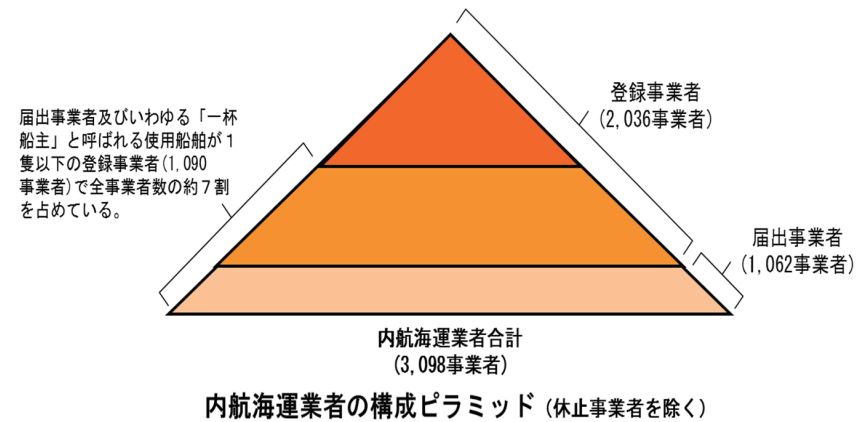 届出事業者及びいわゆる「一杯
船主」と呼ばれる使用船舶が１
隻以下の登録事業者(1,090
事業者)で全事業者数の約７割
を占めている。
登録事業者
(2,036事業者)
届出事業者
(1,062事業者)
内航海運業者合計
(3,098事業者)
内航海運業者の構成ピラミッド（休止事業者を除く）